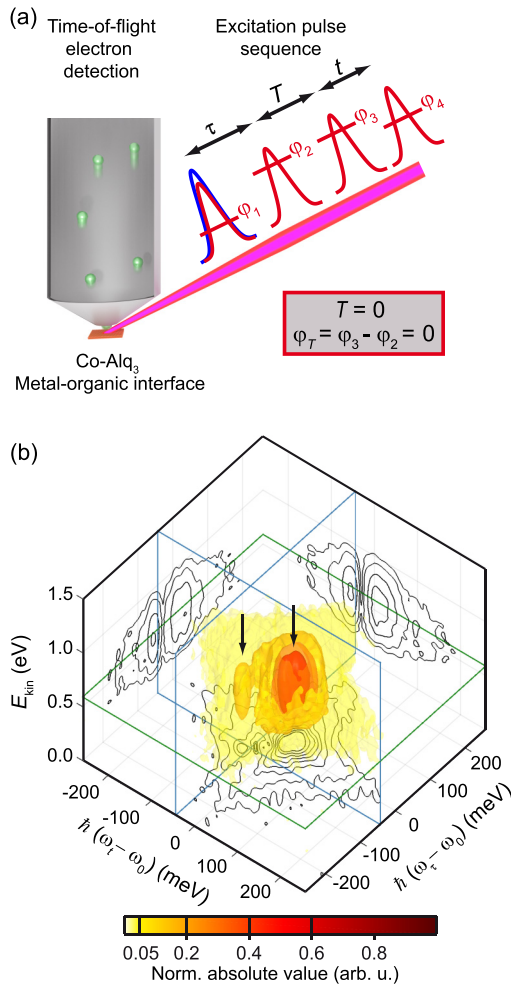 (a)
Time-of-flight
electron
detection
Excitation pulse
sequence
τ
T
t
φ1
φ2
φ3
φ4
T = 0
φT = φ3 - φ2 = 0
Co-Alq3
Metal-organic interface
(b)
1.5
1.0
0.5
0.0
Ekin (eV)
-200
-100
0
100
200
ℏ (ωt – ω0) (meV)
200
100
0
-100
-200
ℏ (ωτ – ω0) (meV)
0.05 0.2 0.4 0.6 0.8
Norm. absolute value (arb. u.)